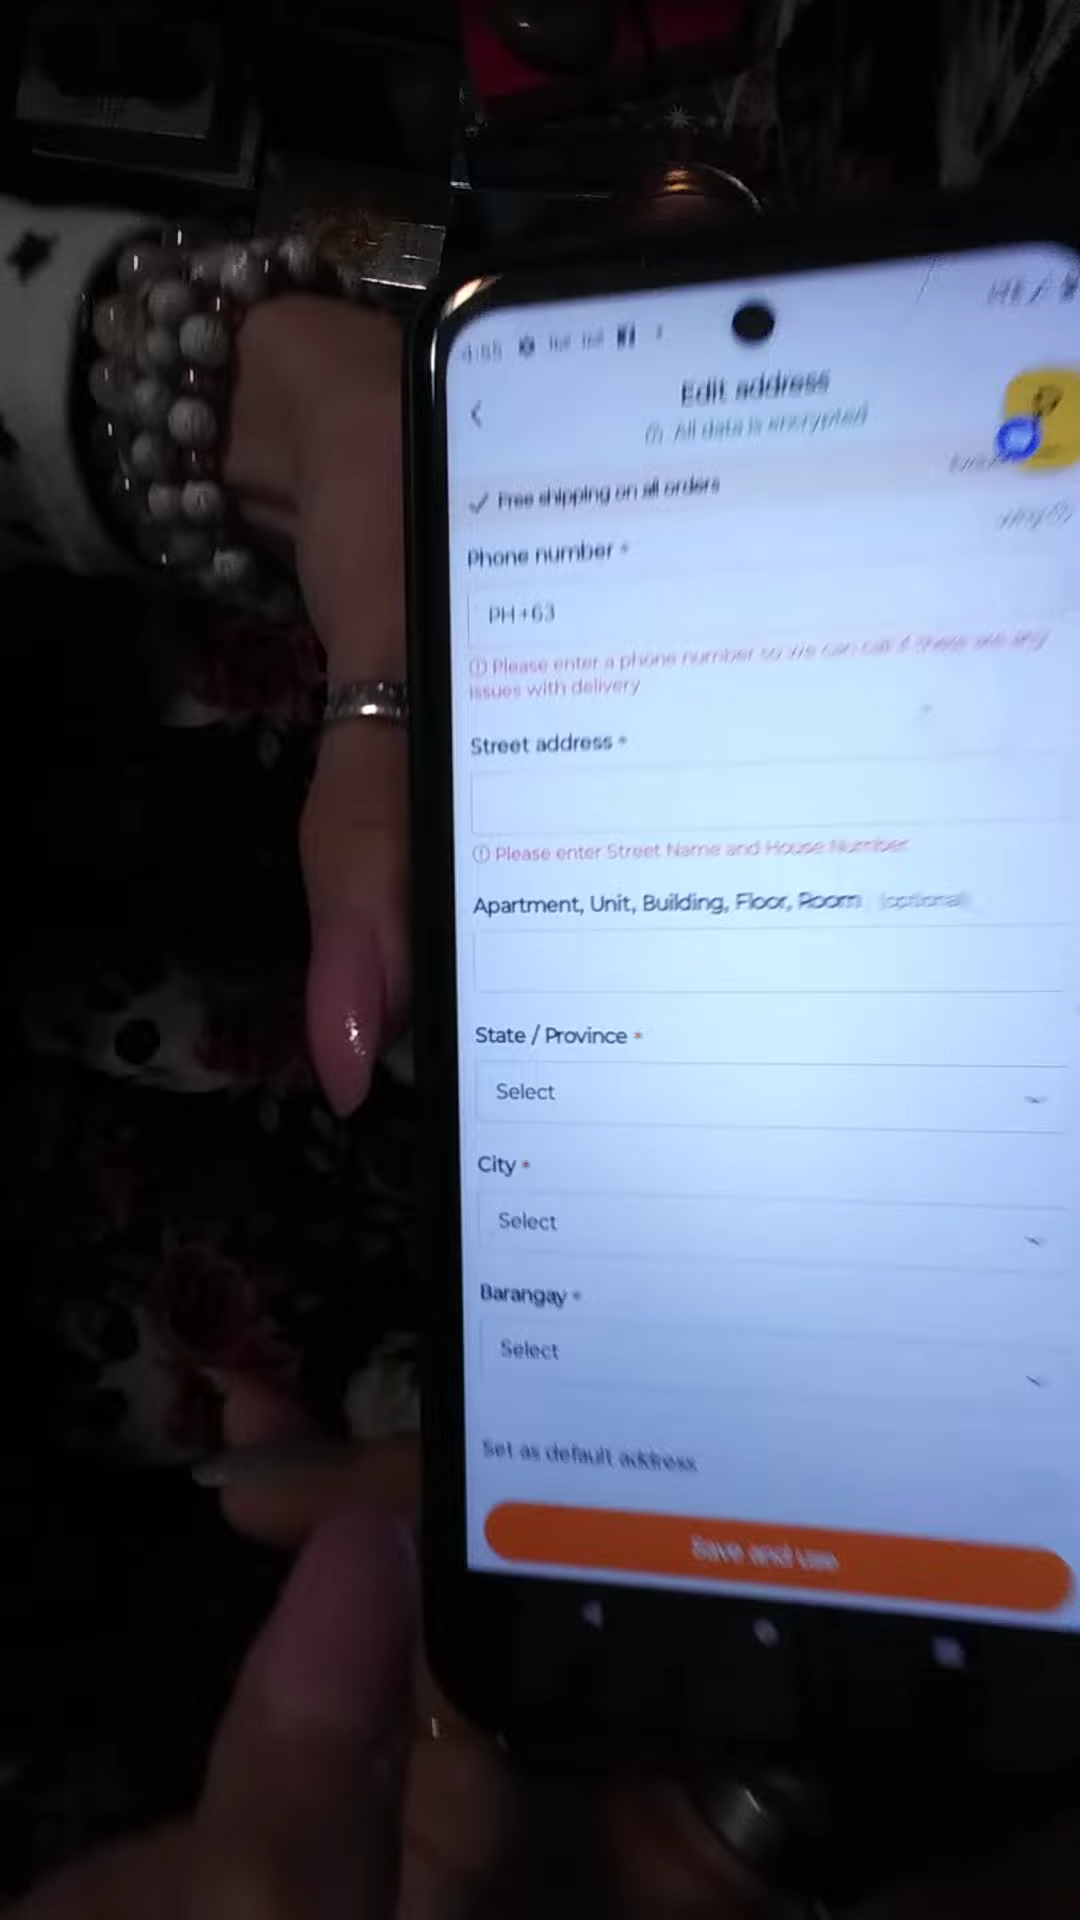 4:55
Edit address
All data is encrypted
✓ Free shipping on all orders
Phone number *
PH +63
Please enter a phone number so we can call if there are any
issues with delivery
Street address *
Please enter Street Name and House Number
Apartment, Unit, Building, Floor, Room (optional)
State / Province *
Select
City *
Select
Barangay *
Select
Set as default address
Save and use